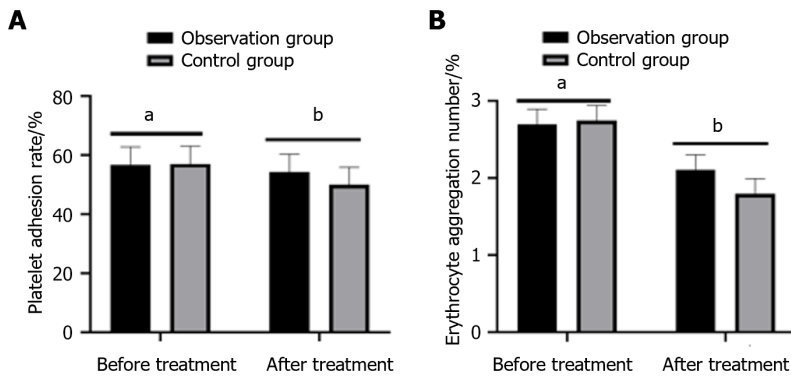 A
Observation group
Control group
Platelet adhesion rate/%
80
60
40
20
0
a
b
Before treatment
After treatment
B
Observation group
Control group
Erythrocyte aggregation number/%
3
2
1
0
a
b
Before treatment
After treatment